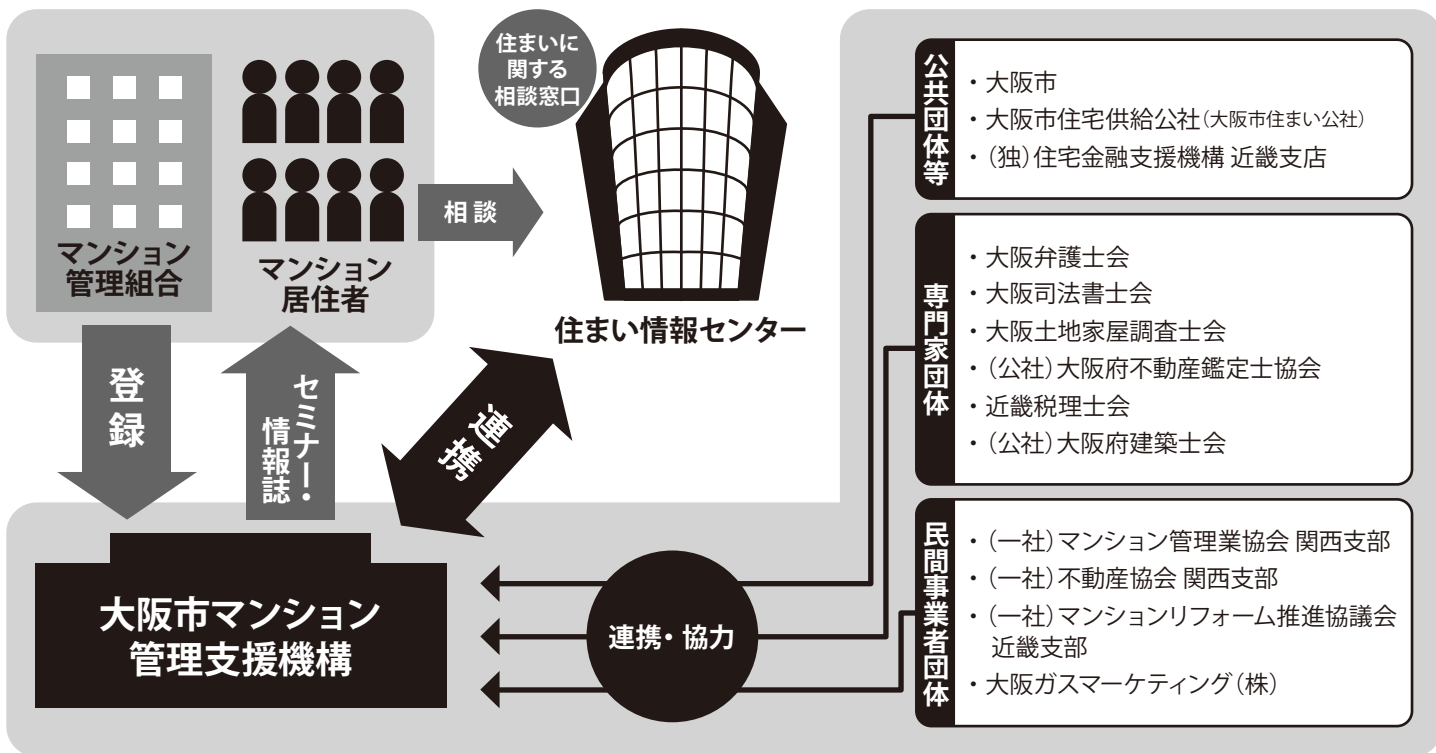 マンション
管理組合
マンション
居住者
相談
住まいに
関する
相談窓口
住まい情報センター
登録
セミナー・
情報誌
連携
大阪市マンション
管理支援機構
連携・協力
公共団体等
・大阪市
・大阪市住宅供給公社(大阪市住まい公社)
・(独)住宅金融支援機構 近畿支店
専門家団体
・大阪弁護士会
・大阪司法書士会
・大阪土地家屋調査士会
・(公社)大阪府不動産鑑定士協会
・近畿税理士会
・(公社)大阪府建築士会
民間事業者団体
・(一社)マンション管理業協会 関西支部
・(一社)不動産協会 関西支部
・(一社)マンションリフォーム推進協議会
近畿支部
・大阪ガスマーケティング(株)